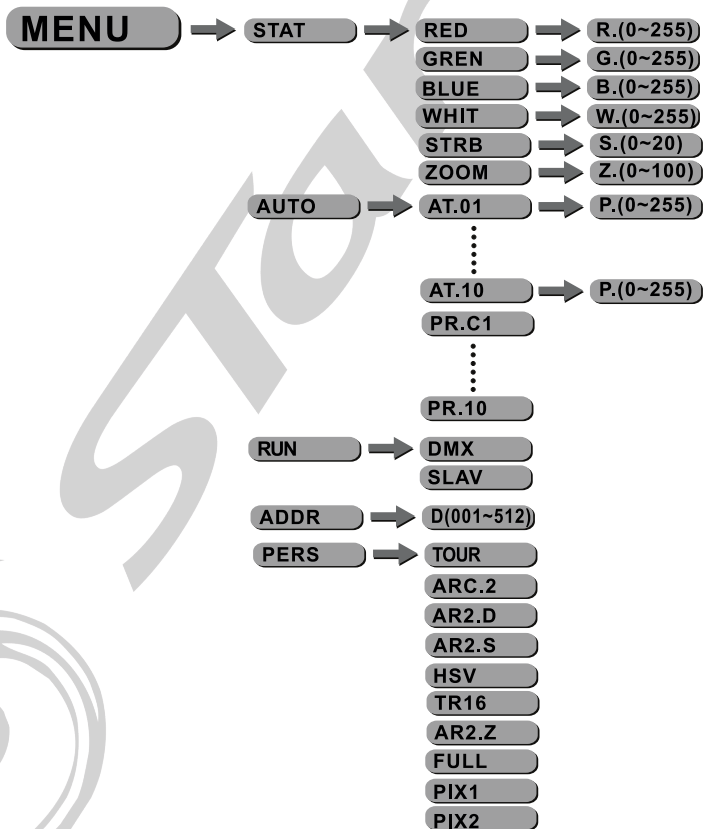 MENU STAT RED R.(0~255)
GREN G.(0~255)
BLUE B.(0~255)
WHIT W.(0~255)
STRB S.(0~20)
ZOOM Z.(0~100)
AUTO AT.01 P.(0~255)
AT.10 P.(0~255)
PR.C1
PR.10
RUN DMX
SLAV
ADDR D(001~512)
PERS TOUR
ARC.2
AR2.D
AR2.S
HSV
TR16
AR2.Z
FULL
PIX1
PIX2